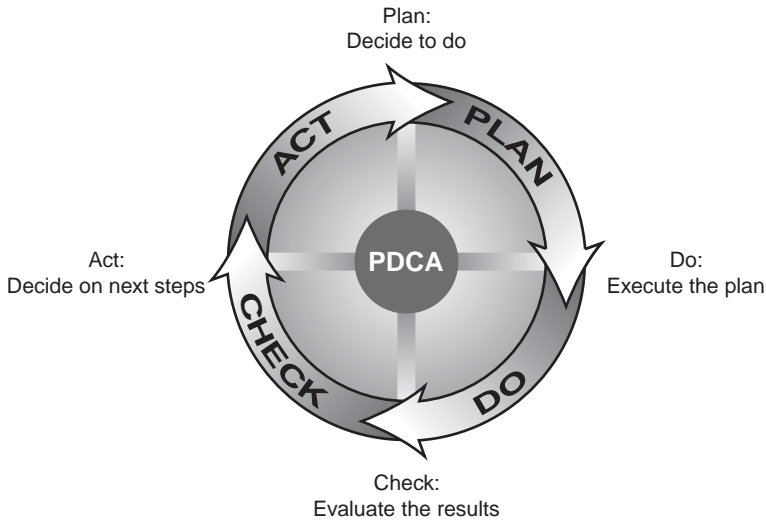 Plan:
Decide to do
ACT
PLAN
Act:
Decide on next steps
PDCA
Do:
Execute the plan
CHECK
DO
Check:
Evaluate the results